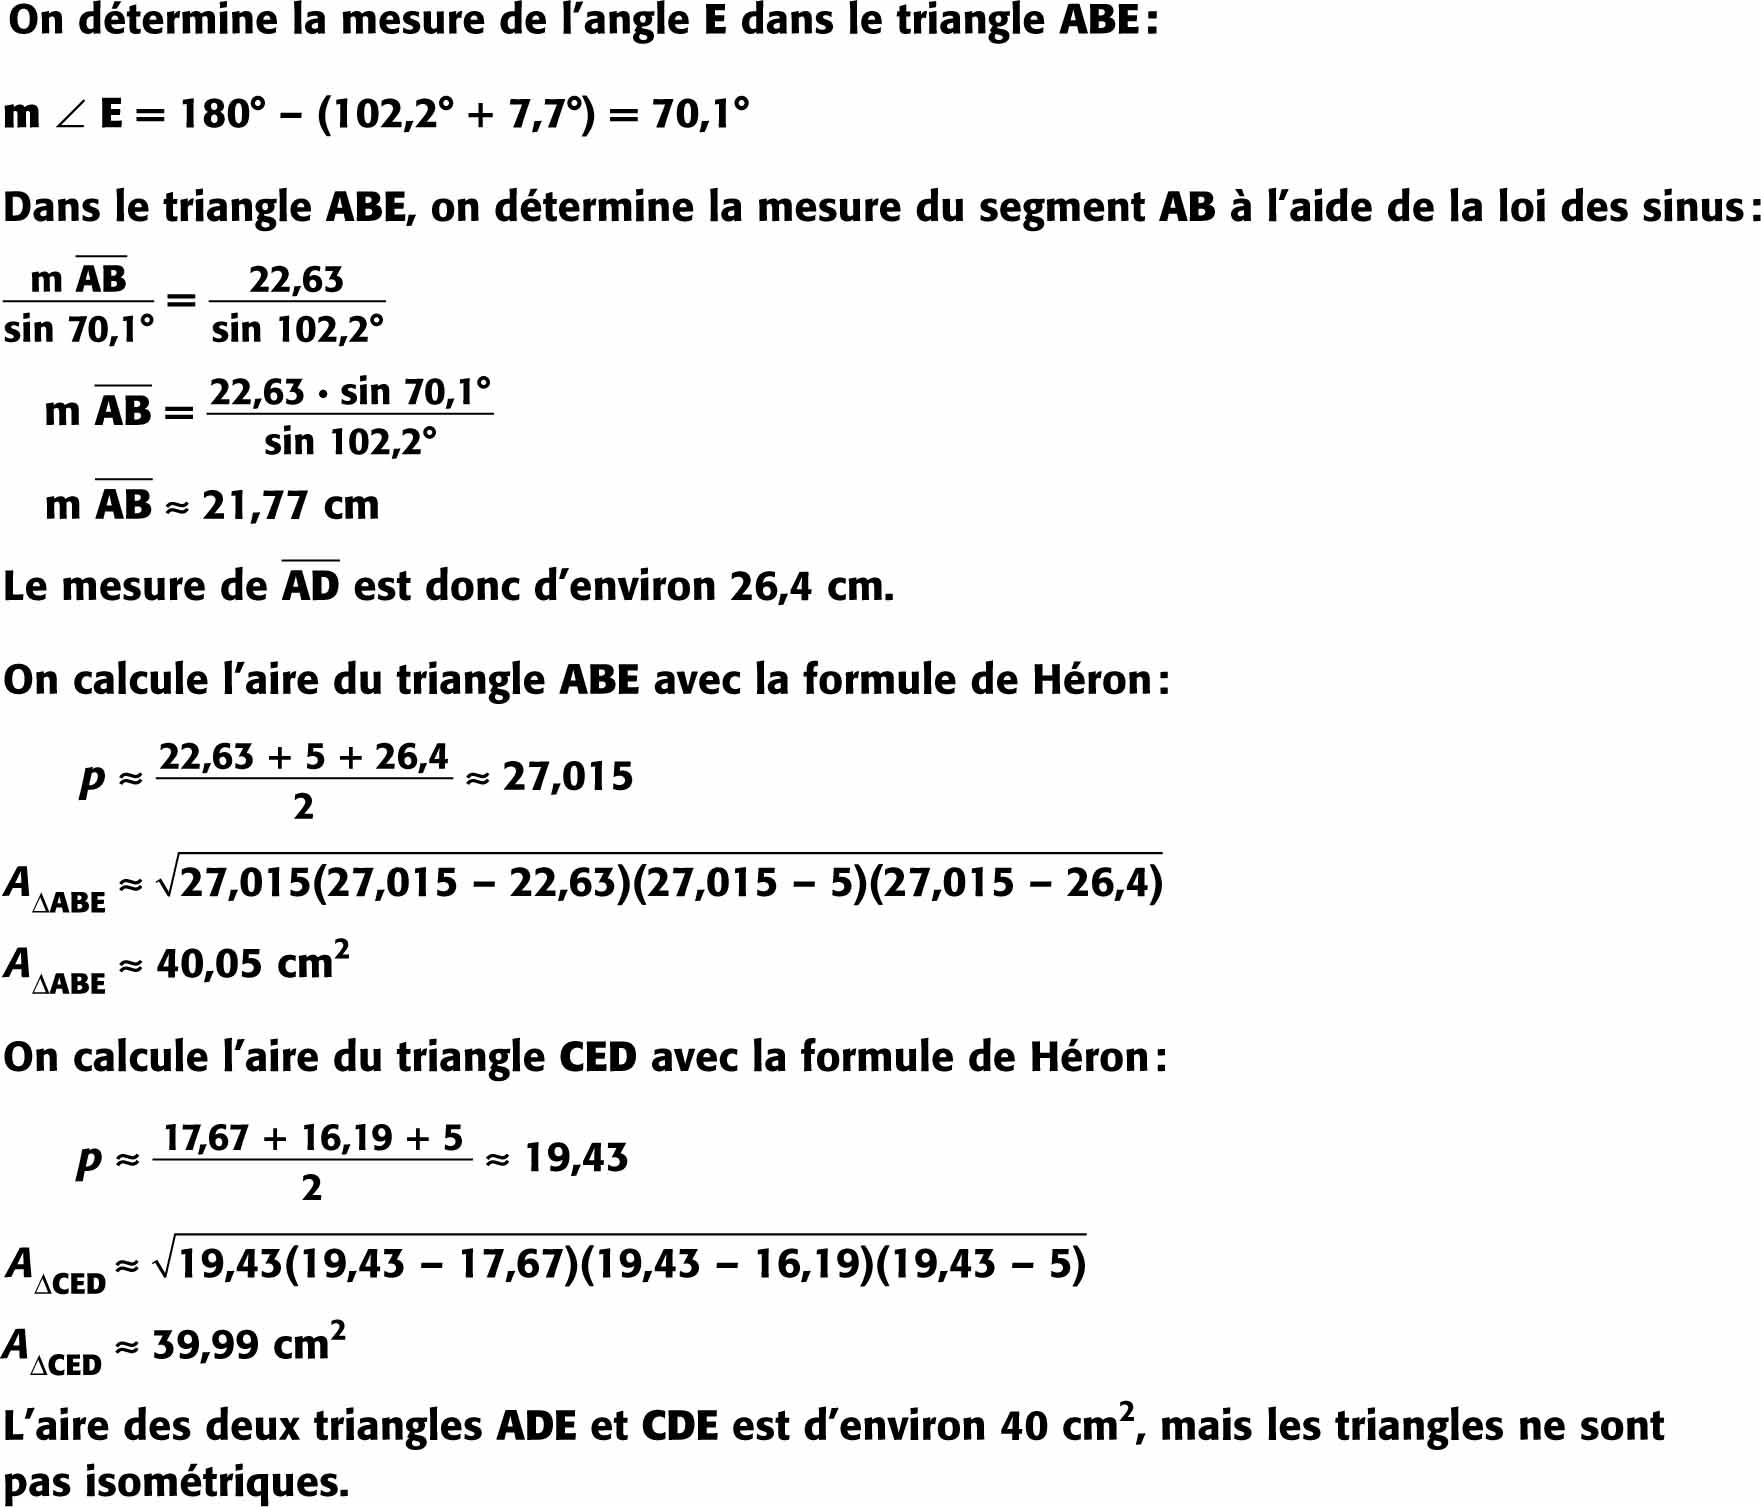 On détermine la mesure de l’angle E dans le triangle ABE :
m ∠ E = 180° – (102,2° + 7,7°) = 70,1°
Dans le triangle ABE, on détermine la mesure du segment AB à l’aide de la loi des sinus :
m A̅B̅ / sin 70,1° = 22,63 / sin 102,2°
m A̅B̅ = 22,63 · sin 70,1° / sin 102,2°
m A̅B̅ ≈ 21,77 cm
Le mesure de A̅D̅ est donc d’environ 26,4 cm.
On calcule l’aire du triangle ABE avec la formule de Héron :
p ≈ 22,63 + 5 + 26,4 / 2 ≈ 27,015
A△ABE ≈ √27,015(27,015 – 22,63)(27,015 – 5)(27,015 – 26,4)
A△ABE ≈ 40,05 cm²
On calcule l’aire du triangle CED avec la formule de Héron :
p ≈ 17,67 + 16,19 + 5 / 2 ≈ 19,43
A△CED ≈ √19,43(19,43 – 17,67)(19,43 – 16,19)(19,43 – 5)
A△CED ≈ 39,99 cm²
L’aire des deux triangles ADE et CDE est d’environ 40 cm², mais les triangles ne sont
pas isométriques.